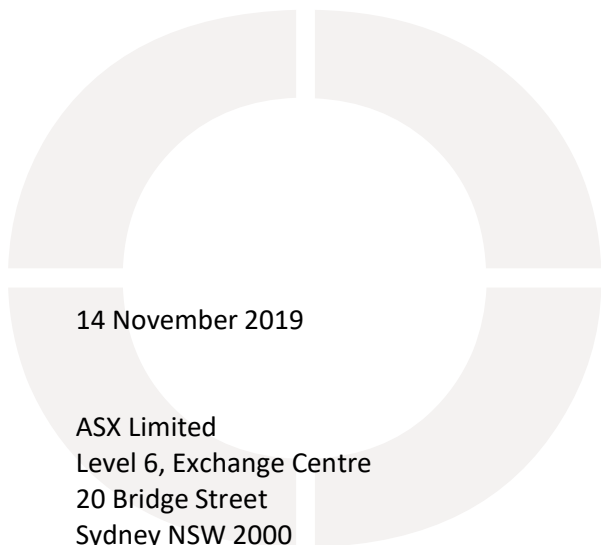 14 November 2019
ASX Limited
Level 6, Exchange Centre
20 Bridge Street
Sydney NSW 2000